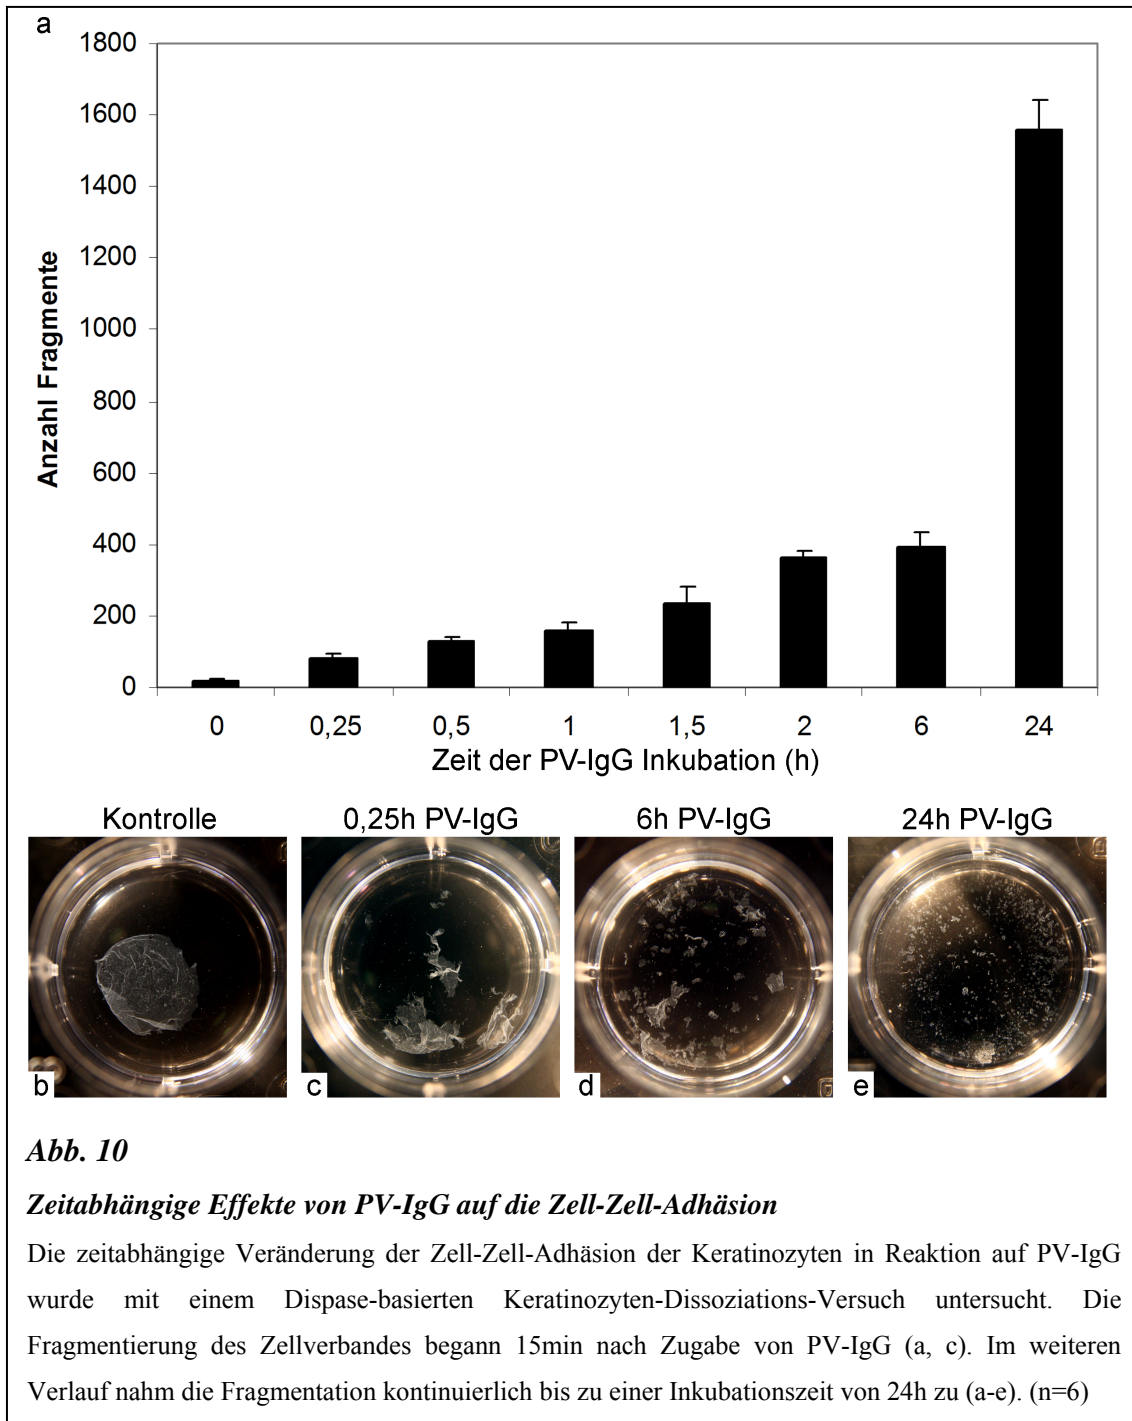 a
1800
1600
1400
1200
1000
800
600
400
200
0
Anzahl Fragmente
0 0,25 0,5 1 1,5 2 6 24
Zeit der PV-IgG Inkubation (h)
Kontrolle 0,25h PV-IgG 6h PV-IgG 24h PV-IgG
b c d e
Abb. 10
Zeitabhängige Effekte von PV-IgG auf die Zell-Zell-Adhäsion
Die zeitabhängige Veränderung der Zell-Zell-Adhäsion der Keratinozyten in Reaktion auf PV-IgG
wurde mit einem Dispase-basierten Keratinozyten-Dissoziations-Versuch untersucht. Die
Fragmentierung des Zellverbandes begann 15min nach Zugabe von PV-IgG (a, c). Im weiteren
Verlauf nahm die Fragmentation kontinuierlich bis zu einer Inkubationszeit von 24h zu (a-e). (n=6)